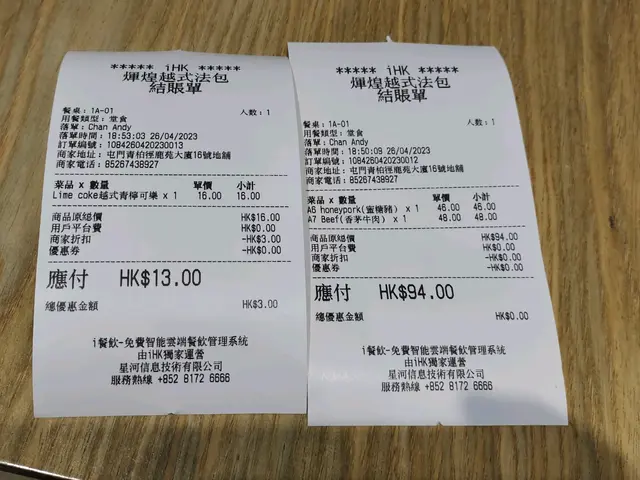 ***** iHK *****
煇煌越式法包
結賬單
餐桌：1A-01 人數：1
用餐類型：堂食
落單：Chan Andy
落單時間：18:53:03 26/04/2023
訂單編號：1084260420230013
商家地址：屯門青柏徑鹿苑大廈16號地舖
商家電話：85267438927
菜品 x 數量 單價 小計
Lime coke越式青檸可樂 x 1 16.00 16.00
商品原總價 HK$16.00
用戶平台費 HK$0.00
商家折扣 -HK$3.00
優惠券 -HK$0.00
應付 HK$13.00
總優惠金額 HK$3.00
i餐飲-免費智能雲端餐飲管理系統
由iHK獨家運營
星河信息技術有限公司
服務熱線 +852 8172 6666
***** iHK *****
煇煌越式法包
結賬單
餐桌：1A-01 人數：1
用餐類型：堂食
落單：Chan Andy
落單時間：18:50:09 26/04/2023
訂單編號：1084260420230012
商家地址：屯門青柏徑鹿苑大廈16號地舖
商家電話：85267438927
菜品 x 數量 單價 小計
A6 honeypork(蜜糖豬) x 1 46.00 46.00
A7 Beef(香茅牛肉) x 1 48.00 48.00
商品原總價 HK$94.00
用戶平台費 HK$0.00
商家折扣 -HK$0.00
優惠券 -HK$0.00
應付 HK$94.00
總優惠金額 HK$0.00
i餐飲-免費智能雲端餐飲管理系統
由iHK獨家運營
星河信息技術有限公司
服務熱線 +852 8172 6666